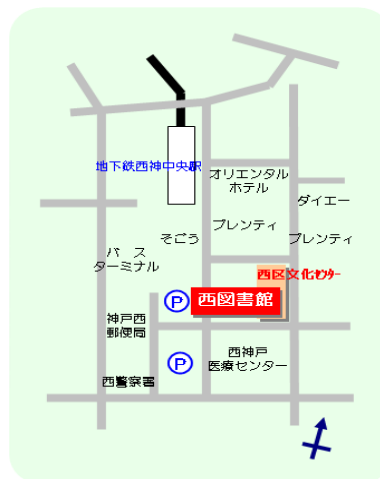 地下鉄西神中央駅
オリエンタル
ホテル
ダイエー
そごう
プレンティ
プレンティ
バス
ターミナル
西区文化センター
P
西図書館
神戸西
郵便局
西神戸
医療センター
P
西警察署